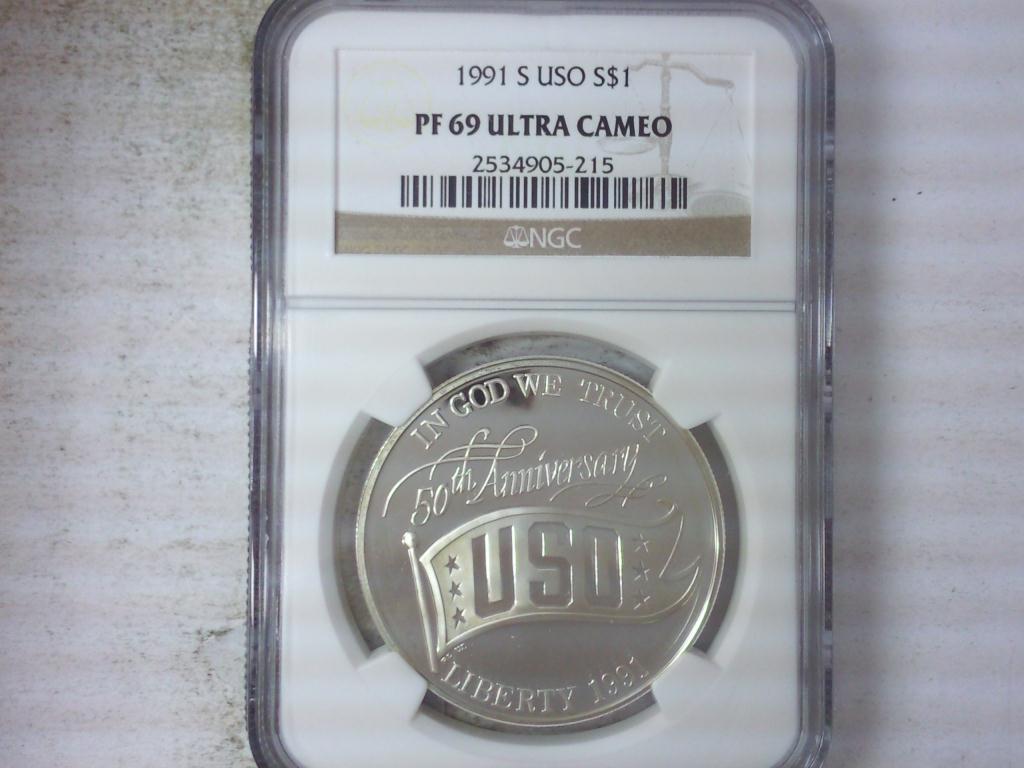 1991 S USO S$1
PF 69 ULTRA CAMEO
2534905-215
NGC
IN GOD WE TRUST
50th Anniversary
USO
LIBERTY 1991